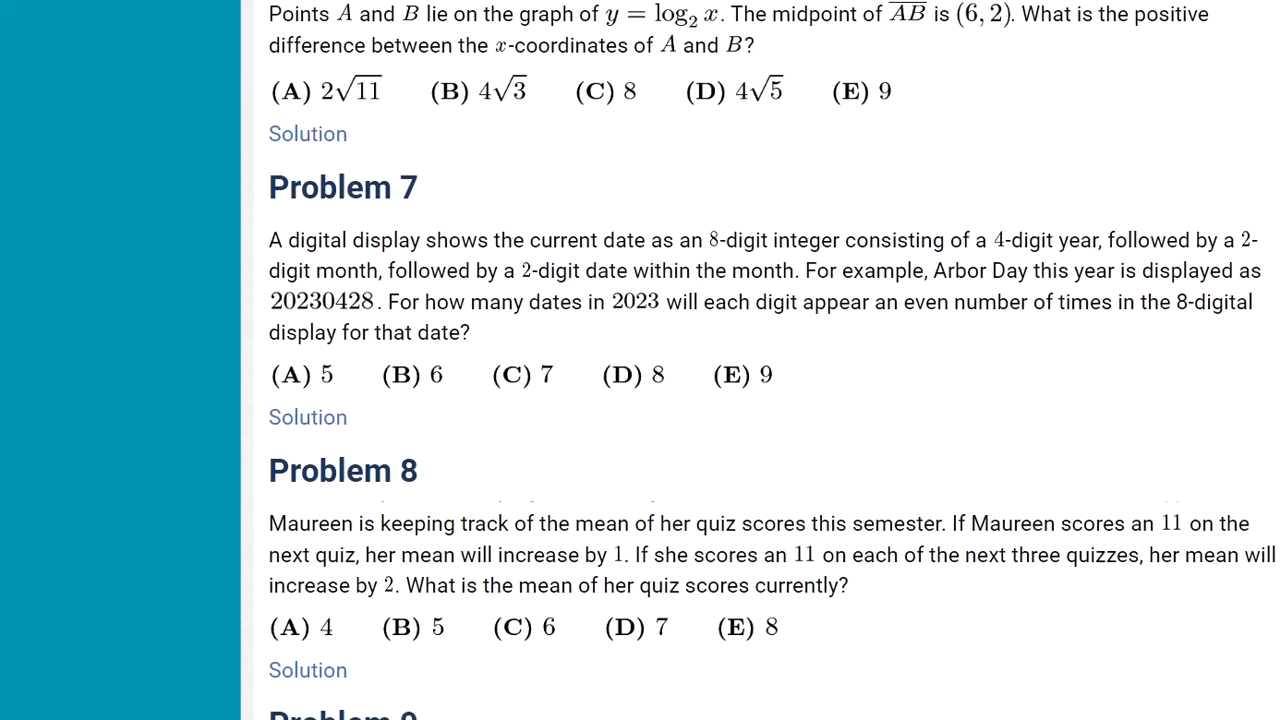 Points A and B lie on the graph of y = log₂ x. The midpoint of A̅B̅ is (6, 2). What is the positive
difference between the x-coordinates of A and B?
(A) 2√11 (B) 4√3 (C) 8 (D) 4√5 (E) 9
Solution
Problem 7
A digital display shows the current date as an 8-digit integer consisting of a 4-digit year, followed by a 2-
digit month, followed by a 2-digit date within the month. For example, Arbor Day this year is displayed as
20230428. For how many dates in 2023 will each digit appear an even number of times in the 8-digital
display for that date?
(A) 5 (B) 6 (C) 7 (D) 8 (E) 9
Solution
Problem 8
Maureen is keeping track of the mean of her quiz scores this semester. If Maureen scores an 11 on the
next quiz, her mean will increase by 1. If she scores an 11 on each of the next three quizzes, her mean will
increase by 2. What is the mean of her quiz scores currently?
(A) 4 (B) 5 (C) 6 (D) 7 (E) 8
Solution
Problem 9